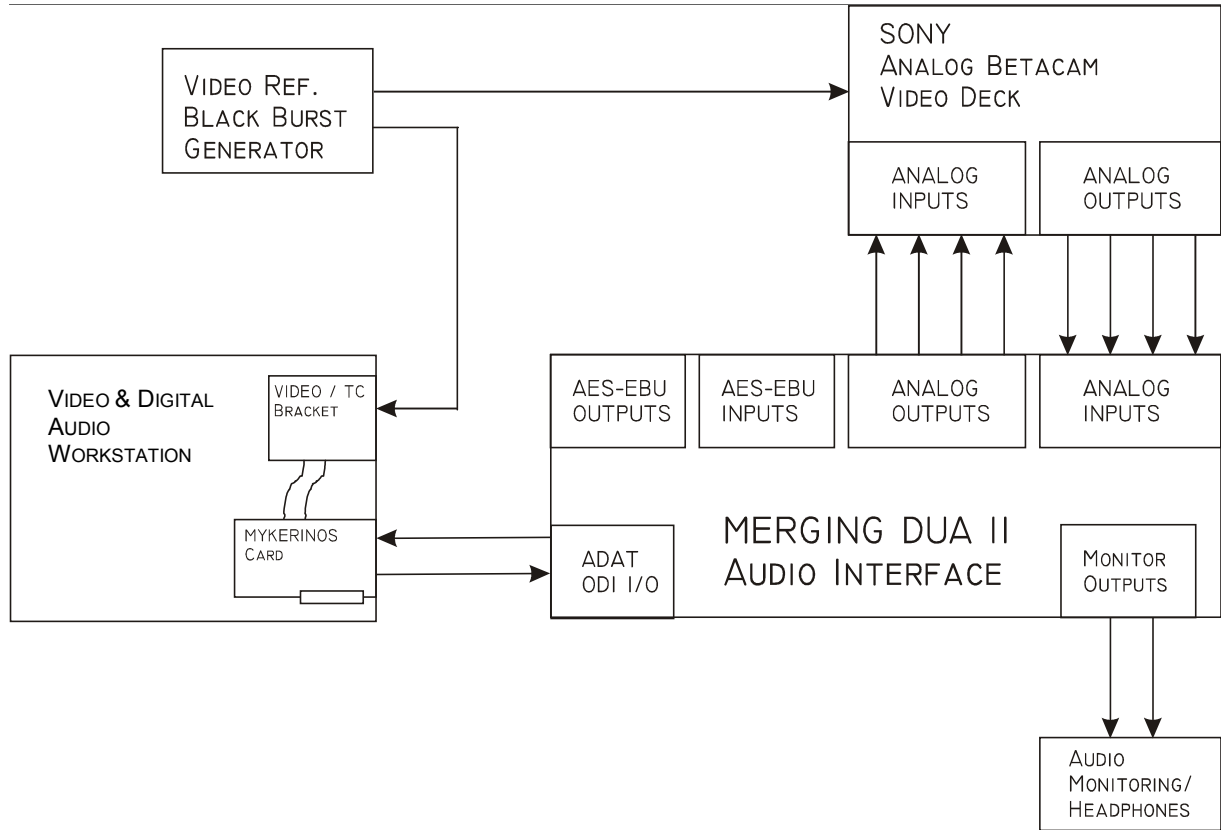 VIDEO REF.
BLACK BURST
GENERATOR
SONY
ANALOG BETACAM
VIDEO DECK
ANALOG
INPUTS
ANALOG
OUTPUTS
VIDEO & DIGITAL
AUDIO
WORKSTATION
VIDEO / TC
BRACKET
MYKERINOS
CARD
AES-EBU
OUTPUTS
AES-EBU
INPUTS
ANALOG
OUTPUTS
ANALOG
INPUTS
ADAT
ODI I/O
MERGING DUA II
AUDIO INTERFACE
MONITOR
OUTPUTS
AUDIO
MONITORING/
HEADPHONES